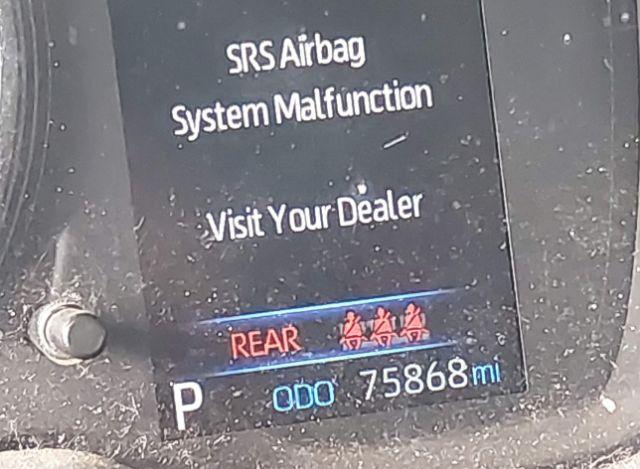 SRS Airbag
System Malfunction
Visit Your Dealer
REAR
P ODO 75868 mi